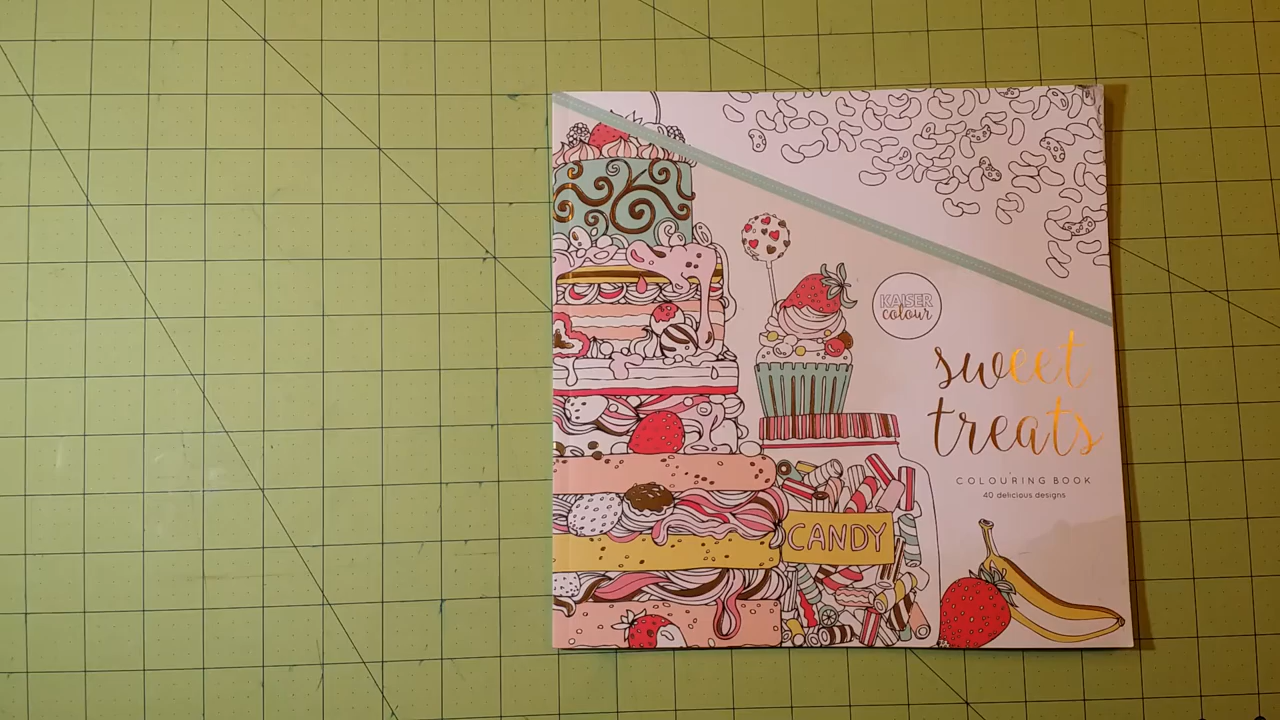 KAISER
colour
sweet
treats
COLOURING BOOK
40 delicious designs
CANDY